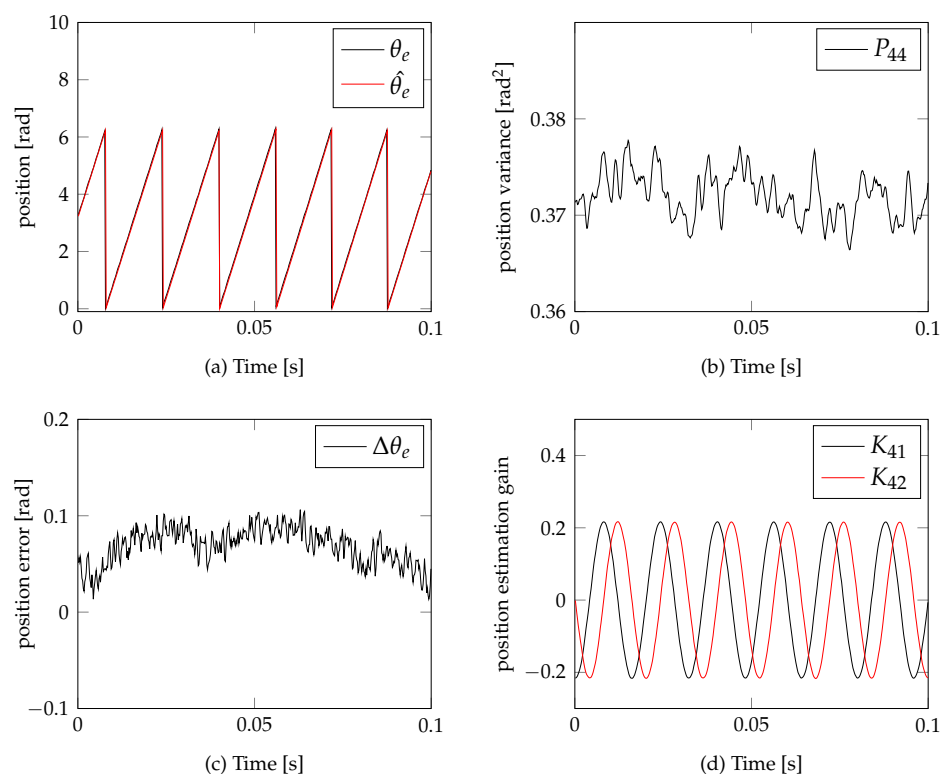 10
8
6
4
2
0
0
0.05
0.1
position [rad]
θₑ
θ̂ₑ
(a) Time [s]
0.38
0.37
0.36
0
0.05
0.1
position variance [rad²]
P₄₄
(b) Time [s]
0.2
0.1
0
−0.1
0
0.05
0.1
position error [rad]
Δθₑ
(c) Time [s]
0.4
0.2
0
−0.2
0
0.05
0.1
position estimation gain
K₄₁
K₄₂
(d) Time [s]